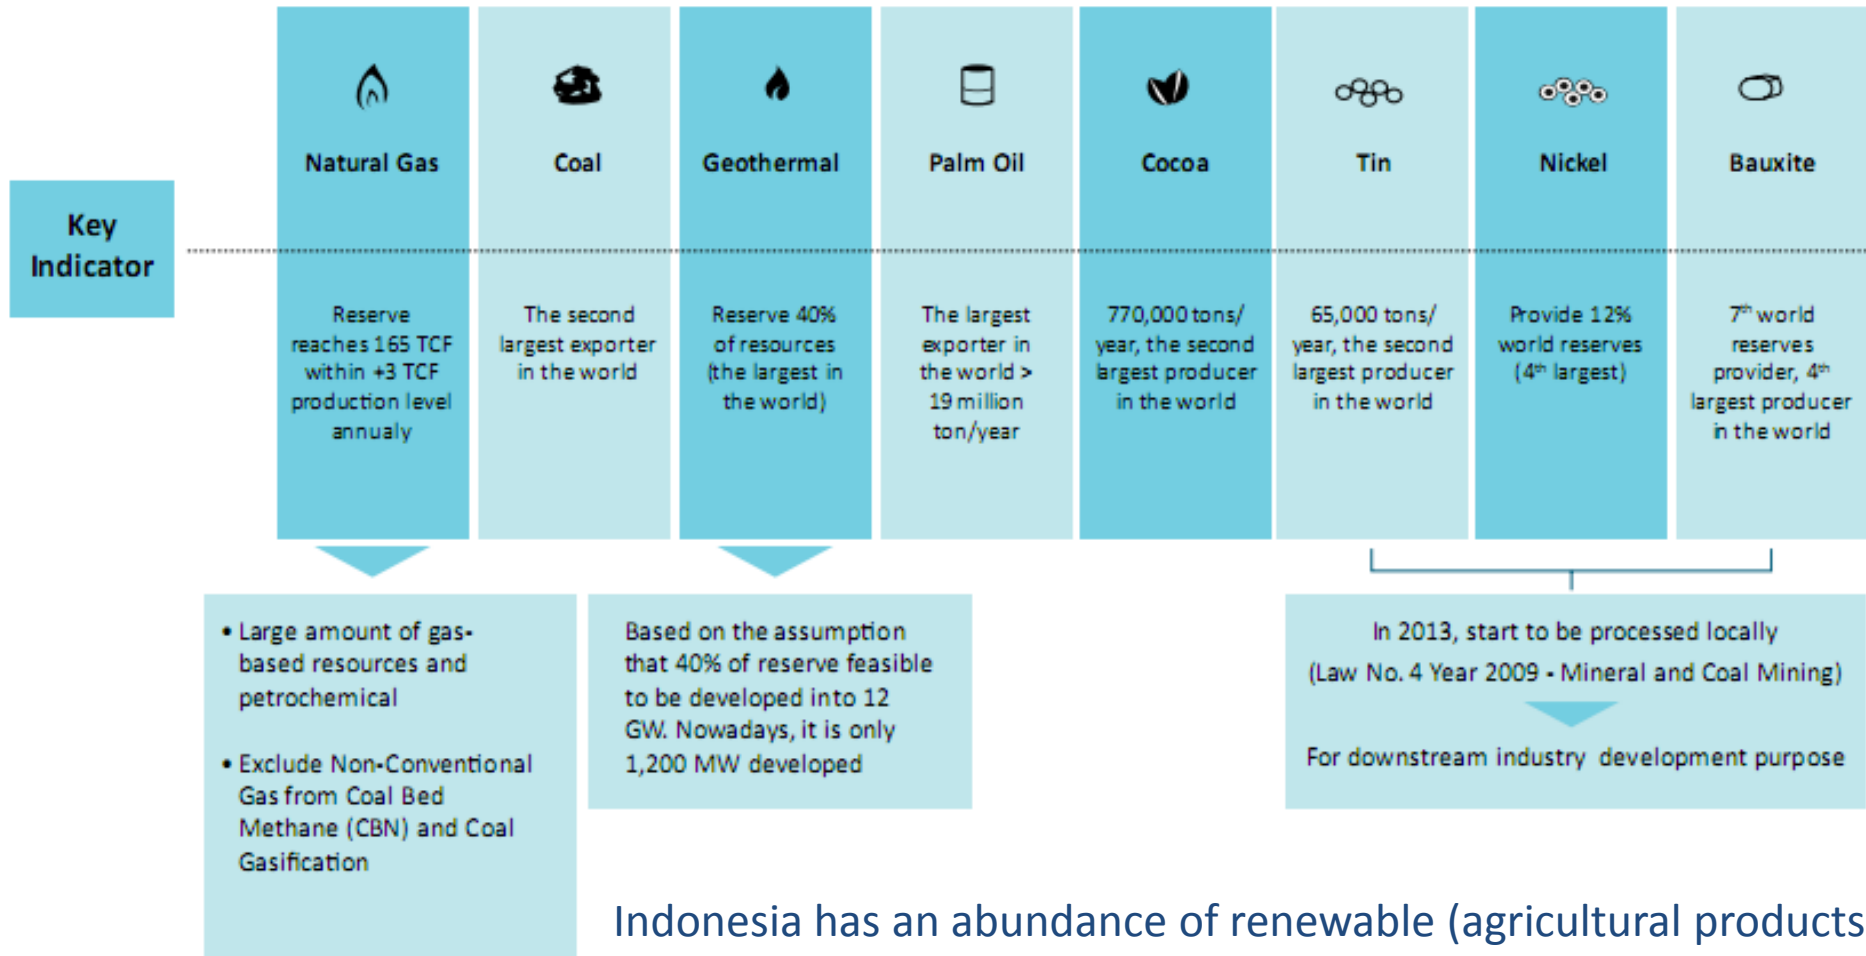 Key
Indicator
Natural Gas
Reserve
reaches 165 TCF
within +3 TCF
production level
annualy
Coal
The second
largest exporter
in the world
Geothermal
Reserve 40%
of resources
(the largest in
the world)
Palm Oil
The largest
exporter in
the world >
19 million
ton/year
Cocoa
770,000 tons/
year, the second
largest producer
in the world
Tin
65,000 tons/
year, the second
largest producer
in the world
Nickel
Provide 12%
world reserves
(4th largest)
Bauxite
7th world
reserves
provider, 4th
largest producer
in the world
• Large amount of gas-
based resources and
petrochemical
• Exclude Non-Conventional
Gas from Coal Bed
Methane (CBN) and Coal
Gasification
Based on the assumption
that 40% of reserve feasible
to be developed into 12
GW. Nowadays, it is only
1,200 MW developed
In 2013, start to be processed locally
(Law No. 4 Year 2009 - Mineral and Coal Mining)
For downstream industry development purpose
Indonesia has an abundance of renewable (agricultural products